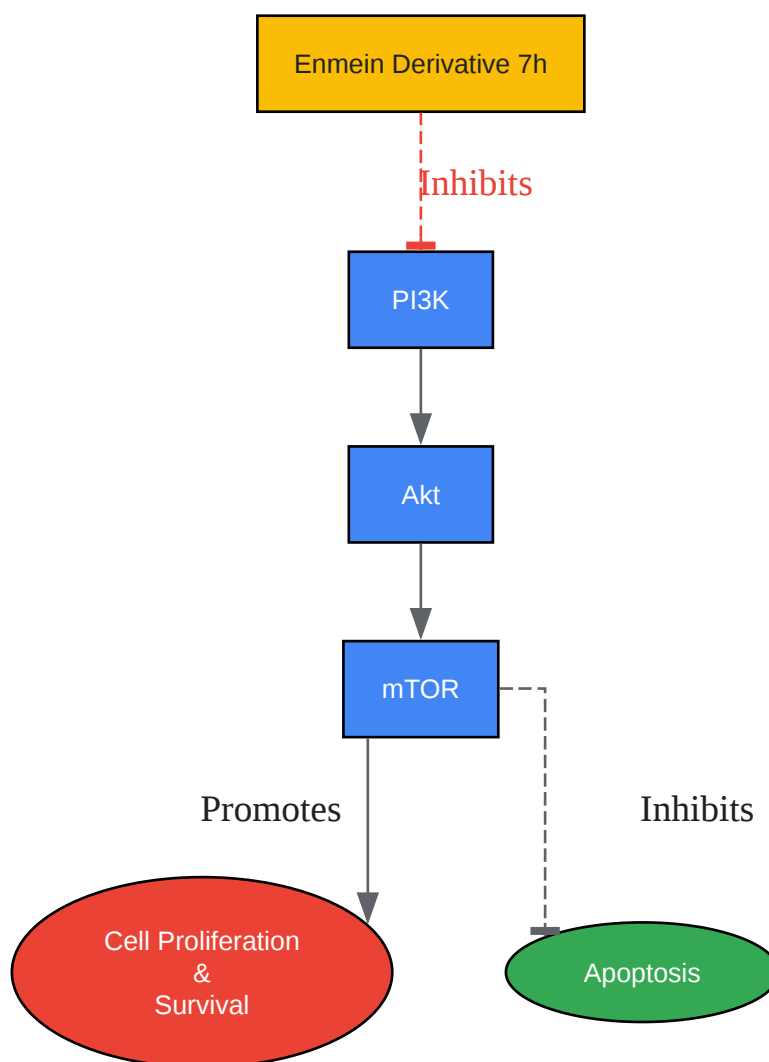 Enmein Derivative 7h
Inhibits
PI3K
Akt
mTOR
Promotes
Inhibits
Cell Proliferation
&
Survival
Apoptosis